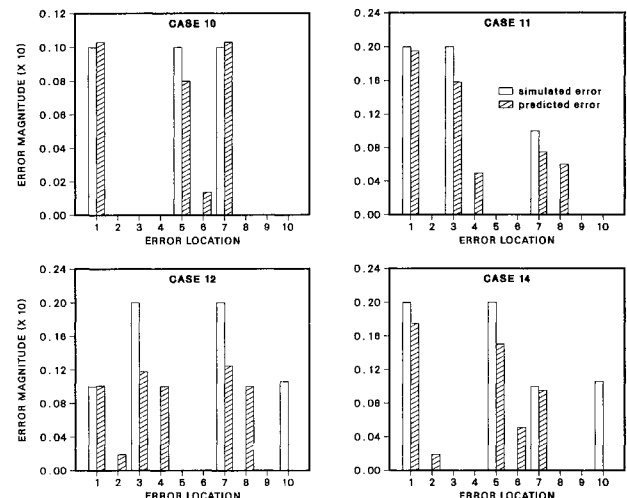 CASE 10
ERROR MAGNITUDE (X 10)
0.12
0.10
0.08
0.06
0.04
0.02
0.00
1 2 3 4 5 6 7 8 9 10
ERROR LOCATION
CASE 11
simulated error
predicted error
0.24
0.20
0.16
0.12
0.08
0.04
0.00
1 2 3 4 5 6 7 8 9 10
ERROR LOCATION
CASE 12
ERROR MAGNITUDE (X 10)
0.24
0.20
0.16
0.12
0.08
0.04
0.00
1 2 3 4 5 6 7 8 9 10
ERROR LOCATION
CASE 14
0.24
0.20
0.16
0.12
0.08
0.04
0.00
1 2 3 4 5 6 7 8 9 10
ERROR LOCATION